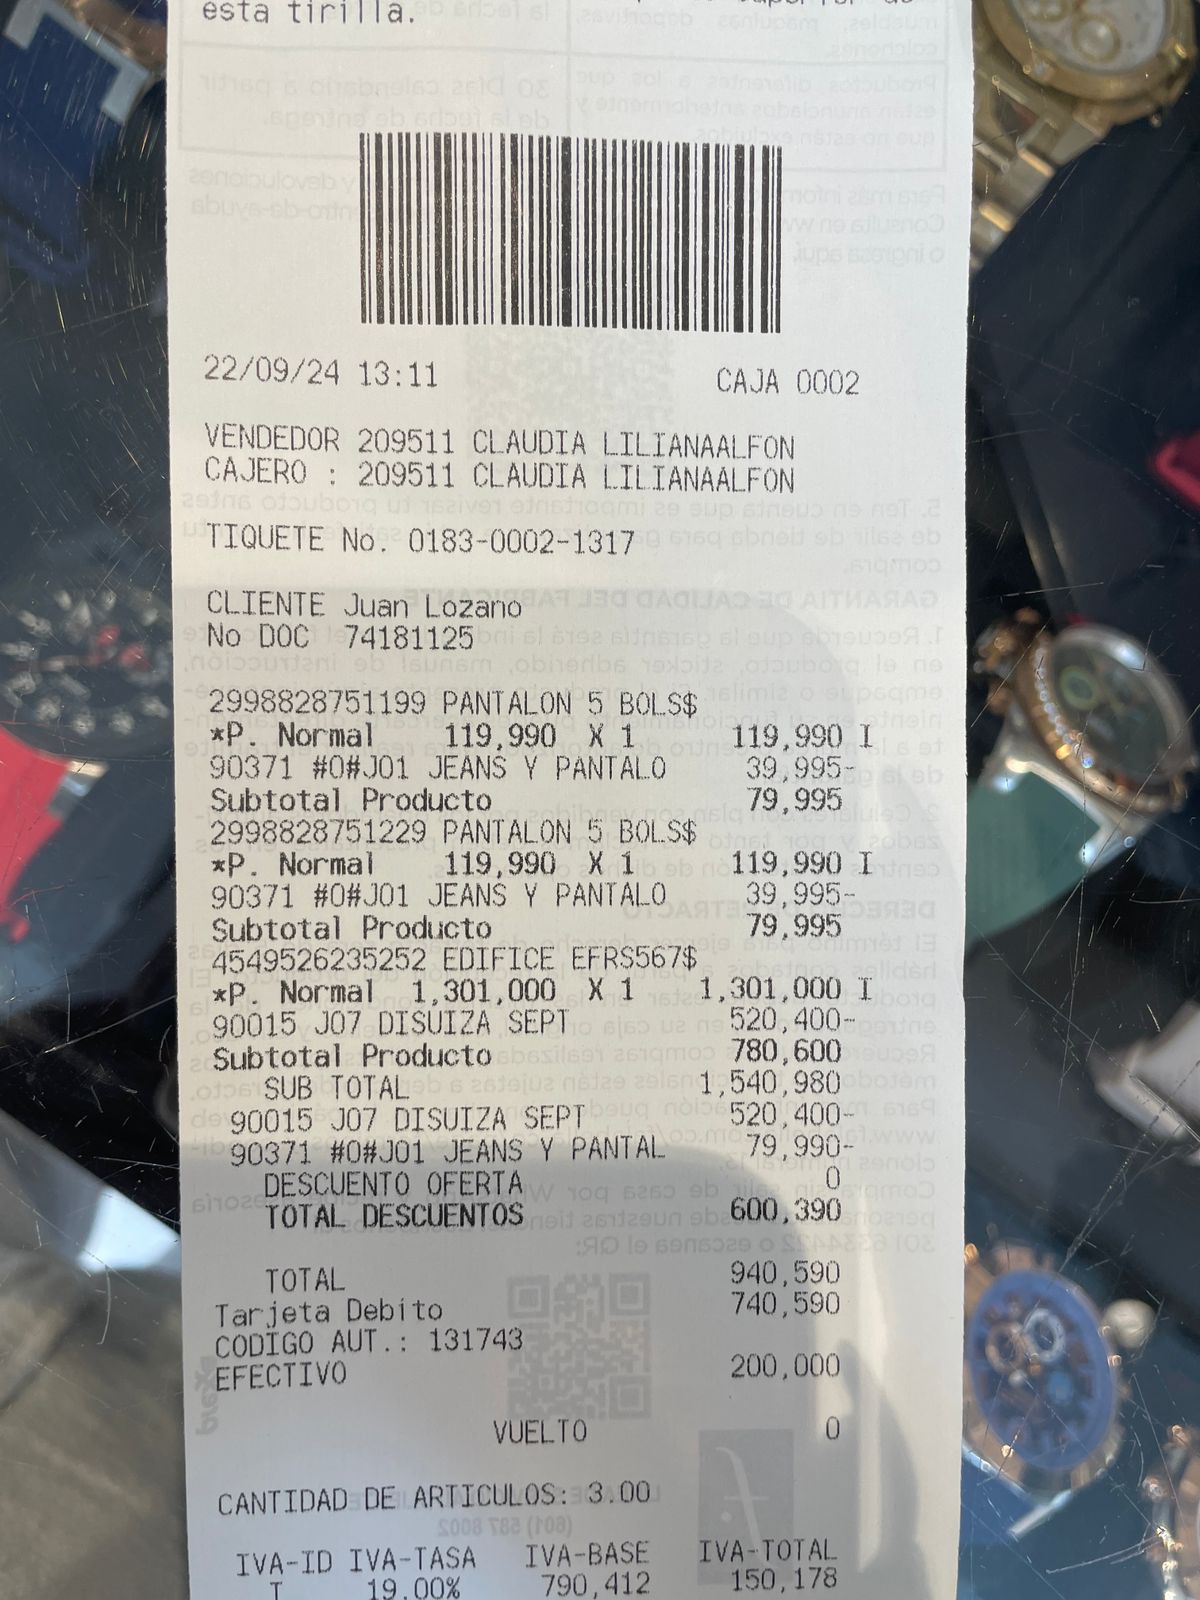 esta tirilla.
22/09/24 13:11 CAJA 0002
VENDEDOR 209511 CLAUDIA LILIANAALFON
CAJERO : 209511 CLAUDIA LILIANAALFON
TIQUETE No. 0183-0002-1317
CLIENTE Juan Lozano
No DOC 74181125
2998828751199 PANTALON 5 BOLS$
*P. Normal 119,990 X 1 119,990 I
90371 #0#J01 JEANS Y PANTALO 39,995-
Subtotal Producto 79,995
2998828751229 PANTALON 5 BOLS$
*P. Normal 119,990 X 1 119,990 I
90371 #0#J01 JEANS Y PANTALO 39,995-
Subtotal Producto 79,995
4549526235252 EDIFICE EFRS567$
*P. Normal 1,301,000 X 1 1,301,000 I
90015 J07 DISUIZA SEPT 520,400-
Subtotal Producto 780,600
SUB TOTAL 1,540,980
90015 J07 DISUIZA SEPT 520,400-
90371 #0#J01 JEANS Y PANTAL 79,990-
DESCUENTO OFERTA 0
TOTAL DESCUENTOS 600,390
TOTAL 940,590
Tarjeta Debito 740,590
CODIGO AUT.: 131743
EFECTIVO 200,000
VUELTO 0
CANTIDAD DE ARTICULOS: 3.00
IVA-ID IVA-TASA IVA-BASE IVA-TOTAL
I 19.00% 790,412 150,178